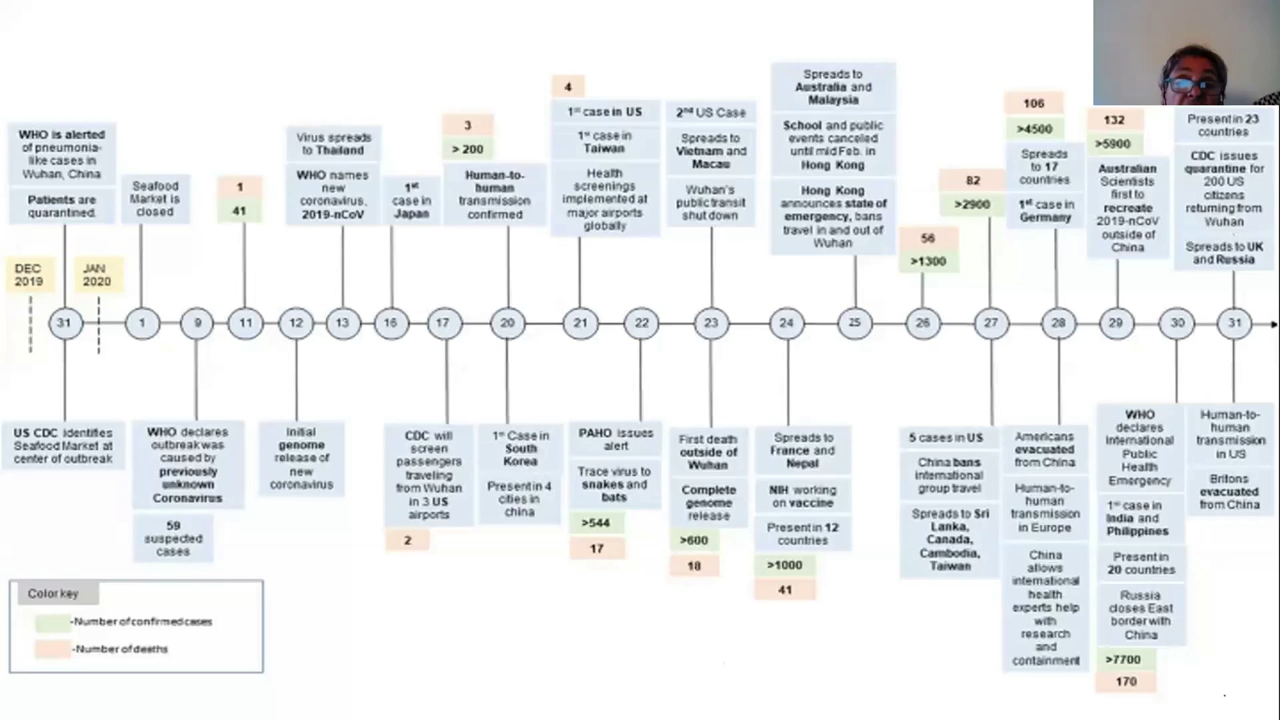 WHO is alerted
of pneumonia-
like cases in
Wuhan, China
Patients are
quarantined.
Seafood
Market is
closed
1
41
Virus spreads
to Thailand
WHO names
new
coronavirus,
2019-nCoV
1st
case in
Japan
3
> 200
Human-to-
human
transmission
confirmed
4
1st case in US
1st case in
Taiwan
Health
screenings
implemented at
major airports
globally
2nd US Case
Spreads to
Vietnam and
Macau
Wuhan's
public transit
shut down
Spreads to
Australia and
Malaysia
School and public
events canceled
until mid Feb. in
Hong Kong
Hong Kong
announces state of
emergency, bans
travel in and out of
Wuhan
56
>1300
82
>2900
106
>4500
Spreads
to 17
countries
1st case in
Germany
132
>5900
Australian
Scientists
first to
recreate
2019-nCoV
outside of
China
Present in 23
countries
CDC issues
quarantine for
200 US
citizens
returning from
Wuhan
Spreads to UK
and Russia
DEC
2019
JAN
2020
31 1 9 11 12 13 16 17 20 21 22 23 24 25 26 27 28 29 30 31
US CDC identifies
Seafood Market at
center of outbreak
WHO declares
outbreak was
caused by
previously
unknown
Coronavirus
59
suspected
cases
Initial
genome
release of
new
coronavirus
CDC will
screen
passengers
traveling
from Wuhan
in 3 US
airports
2
1st Case in
South
Korea
Present in 4
cities in
china
PAHO issues
alert
Trace virus to
snakes and
bats
>544
17
First death
outside of
Wuhan
Complete
genome
release
>600
18
Spreads to
France and
Nepal
NIH working
on vaccine
Present in 12
countries
>1000
41
5 cases in US
China bans
international
group travel
Spreads to Sri
Lanka,
Canada,
Cambodia,
Taiwan
Americans
evacuated
from China
Human-to-
human
transmission
in Europe
China
allows
international
health
experts help
with
research
and
containment
WHO
declares
International
Public
Health
Emergency
1st case in
India and
Philippines
Present in
20 countries
Russia
closes East
border with
China
>7700
170
Human-to-
human
transmission
in US
Britons
evacuated
from China
Color key
-Number of confirmed cases
-Number of deaths